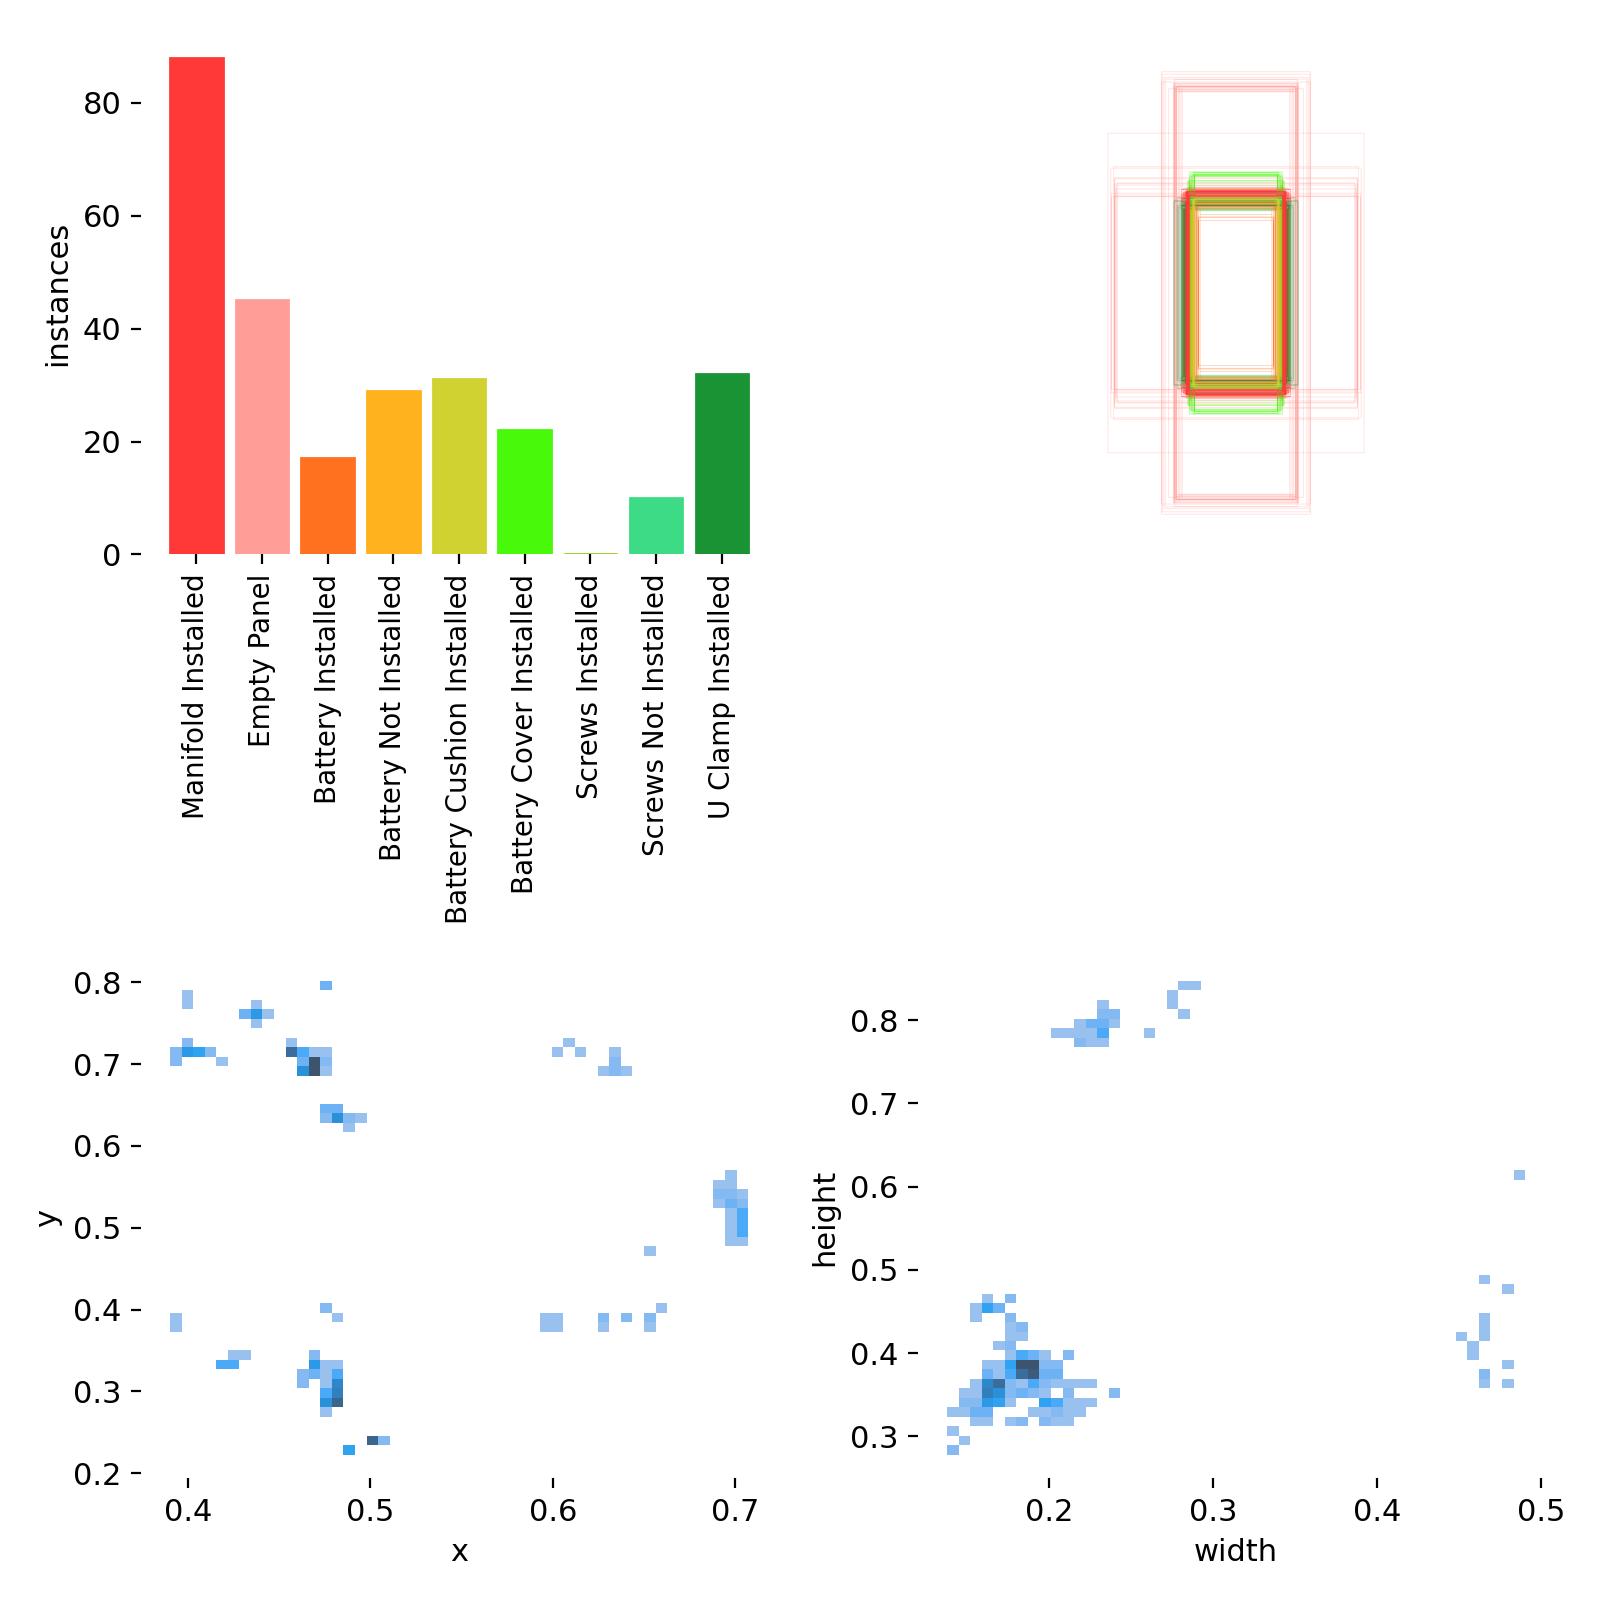 instances
80
60
40
20
0
Manifold Installed
Empty Panel
Battery Installed
Battery Not Installed
Battery Cushion Installed
Battery Cover Installed
Screws Installed
Screws Not Installed
U Clamp Installed
y
0.8
0.7
0.6
0.5
0.4
0.3
0.2
0.4 0.5 0.6 0.7
x
height
0.8
0.7
0.6
0.5
0.4
0.3
0.2 0.3 0.4 0.5
width